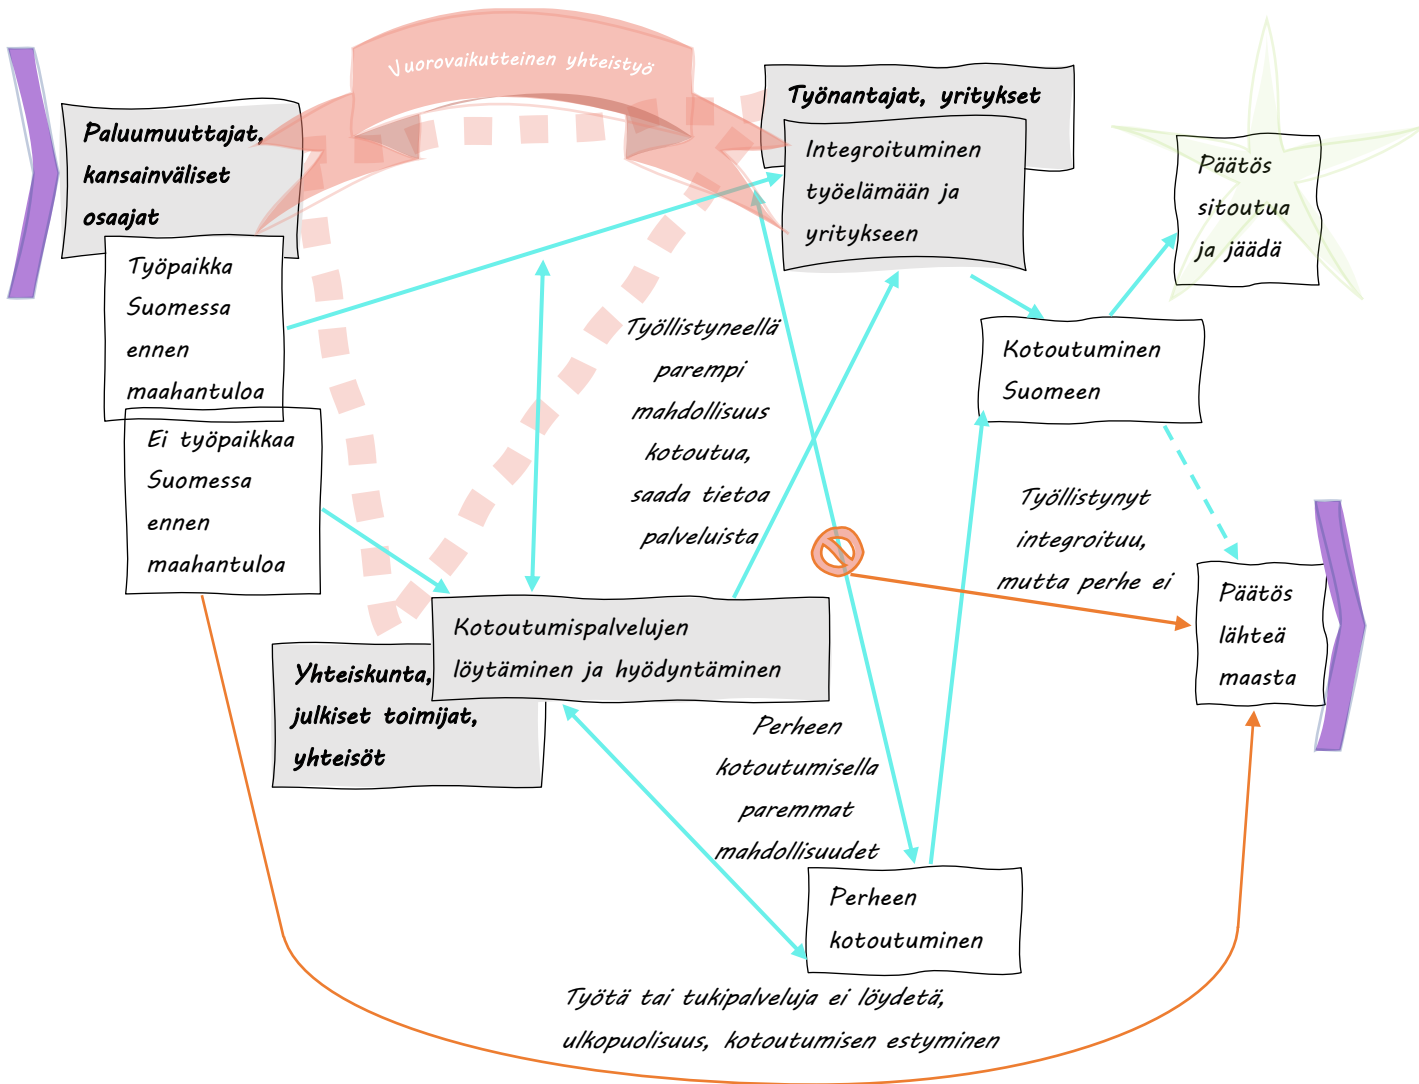 Vuorovaikutteinen yhteistyö
Paluumuuttajat,
kansainväliset
osaajat
Työpaikka
Suomessa
ennen
maahantuloa
Ei työpaikkaa
Suomessa
ennen
maahantuloa
Työnantajat, yritykset
Integroituminen
työelämään ja
yritykseen
Päätös
sitoutua
ja jäädä
Työllistyneellä
parempi
mahdollisuus
kotoutua,
saada tietoa
palveluista
Kotoutuminen
Suomeen
Työllistynyt
integroituu,
mutta perhe ei
Päätös
lähteä
maasta
Kotoutumispalvelujen
löytäminen ja hyödyntäminen
Yhteiskunta,
julkiset toimijat,
yhteisöt
Perheen
kotoutumisella
paremmat
mahdollisuudet
Perheen
kotoutuminen
Työtä tai tukipalveluja ei löydetä,
ulkopuolisuus, kotoutumisen estyminen